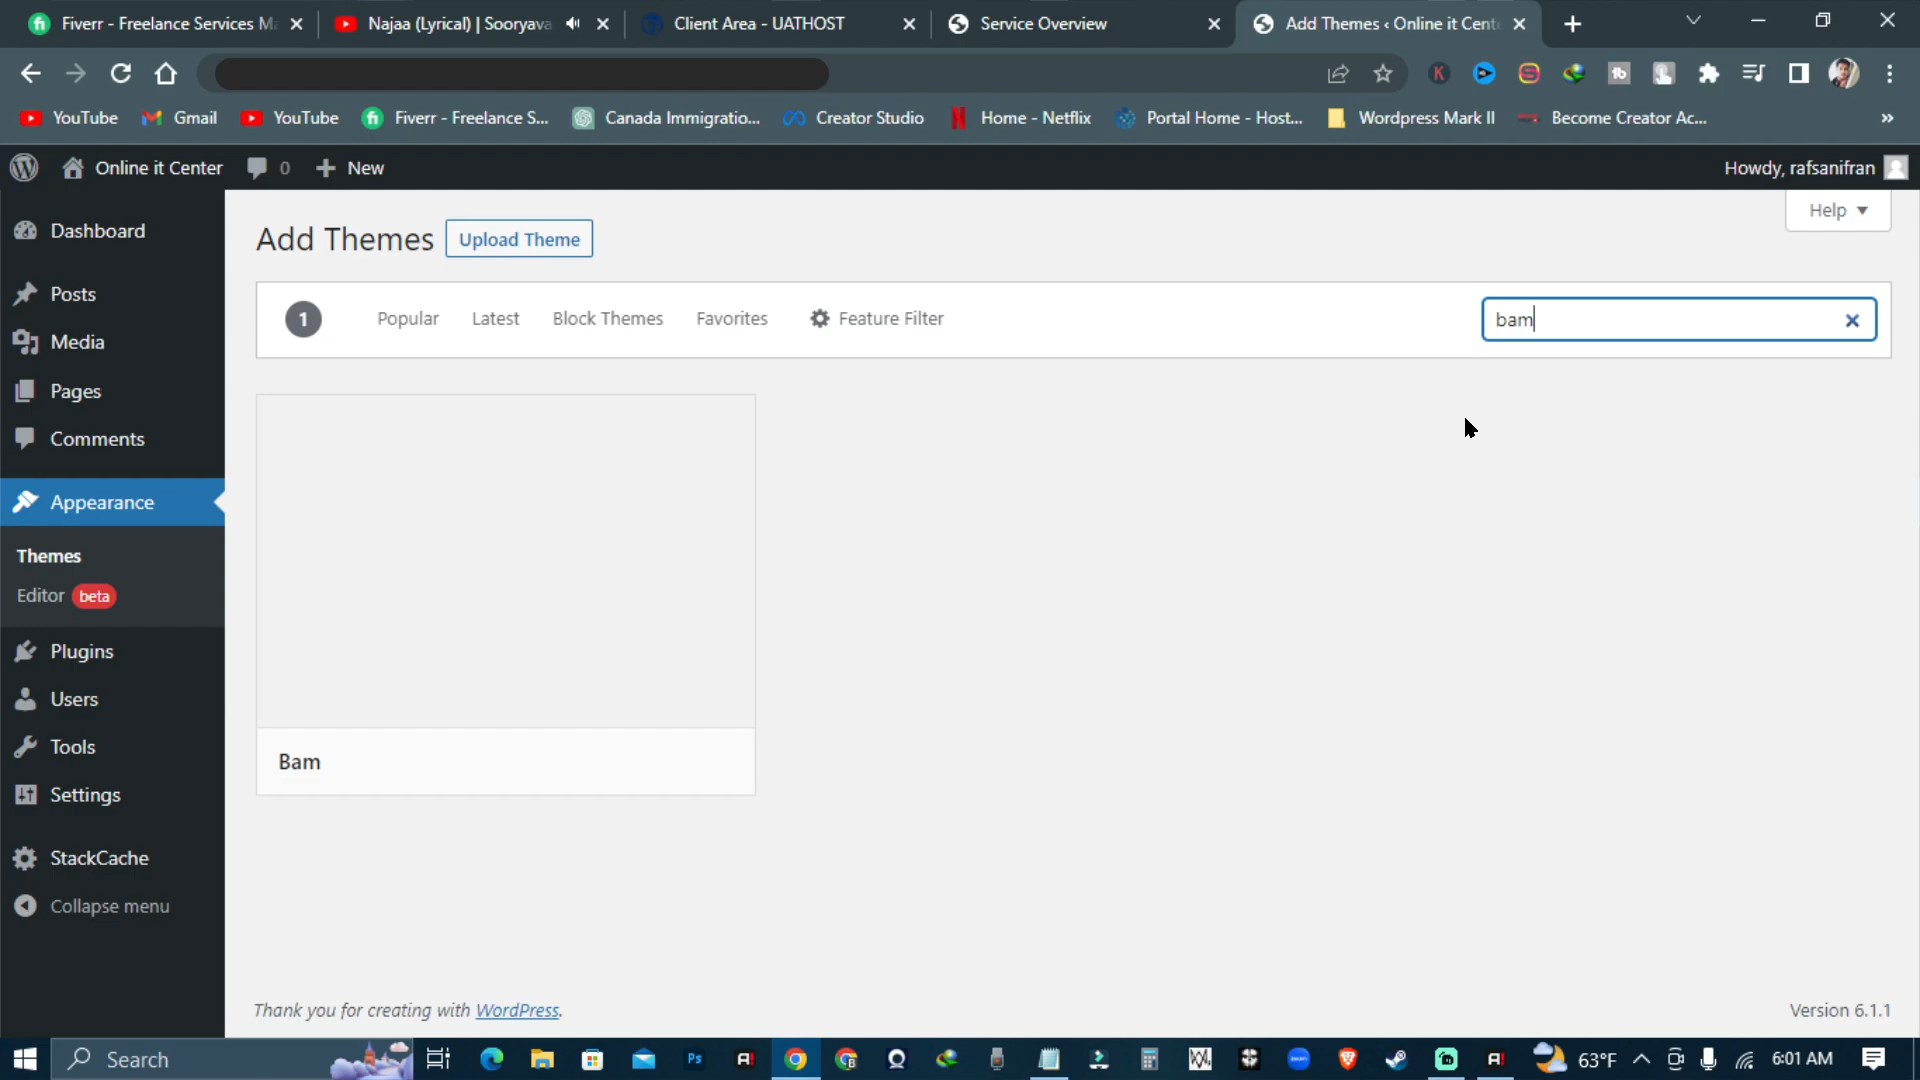 Fiverr - Freelance Services Ma
Najaa (Lyrical) | Sooryava
Client Area - UATHOST
Service Overview
Add Themes ‹ Online it Cente
YouTube
Gmail
YouTube
Fiverr - Freelance S...
Canada Immigratio...
Creator Studio
Home - Netflix
Portal Home - Host...
Wordpress Mark II
Become Creator Ac...
»
Online it Center
0
New
Howdy, rafsanifran
Dashboard
Posts
Media
Pages
Comments
Appearance
Themes
Editor beta
Plugins
Users
Tools
Settings
StackCache
Collapse menu
Help
Add Themes
Upload Theme
1
Popular
Latest
Block Themes
Favorites
Feature Filter
bam
Bam
Thank you for creating with WordPress.
Version 6.1.1
Search
Ps
63°F
6:01 AM